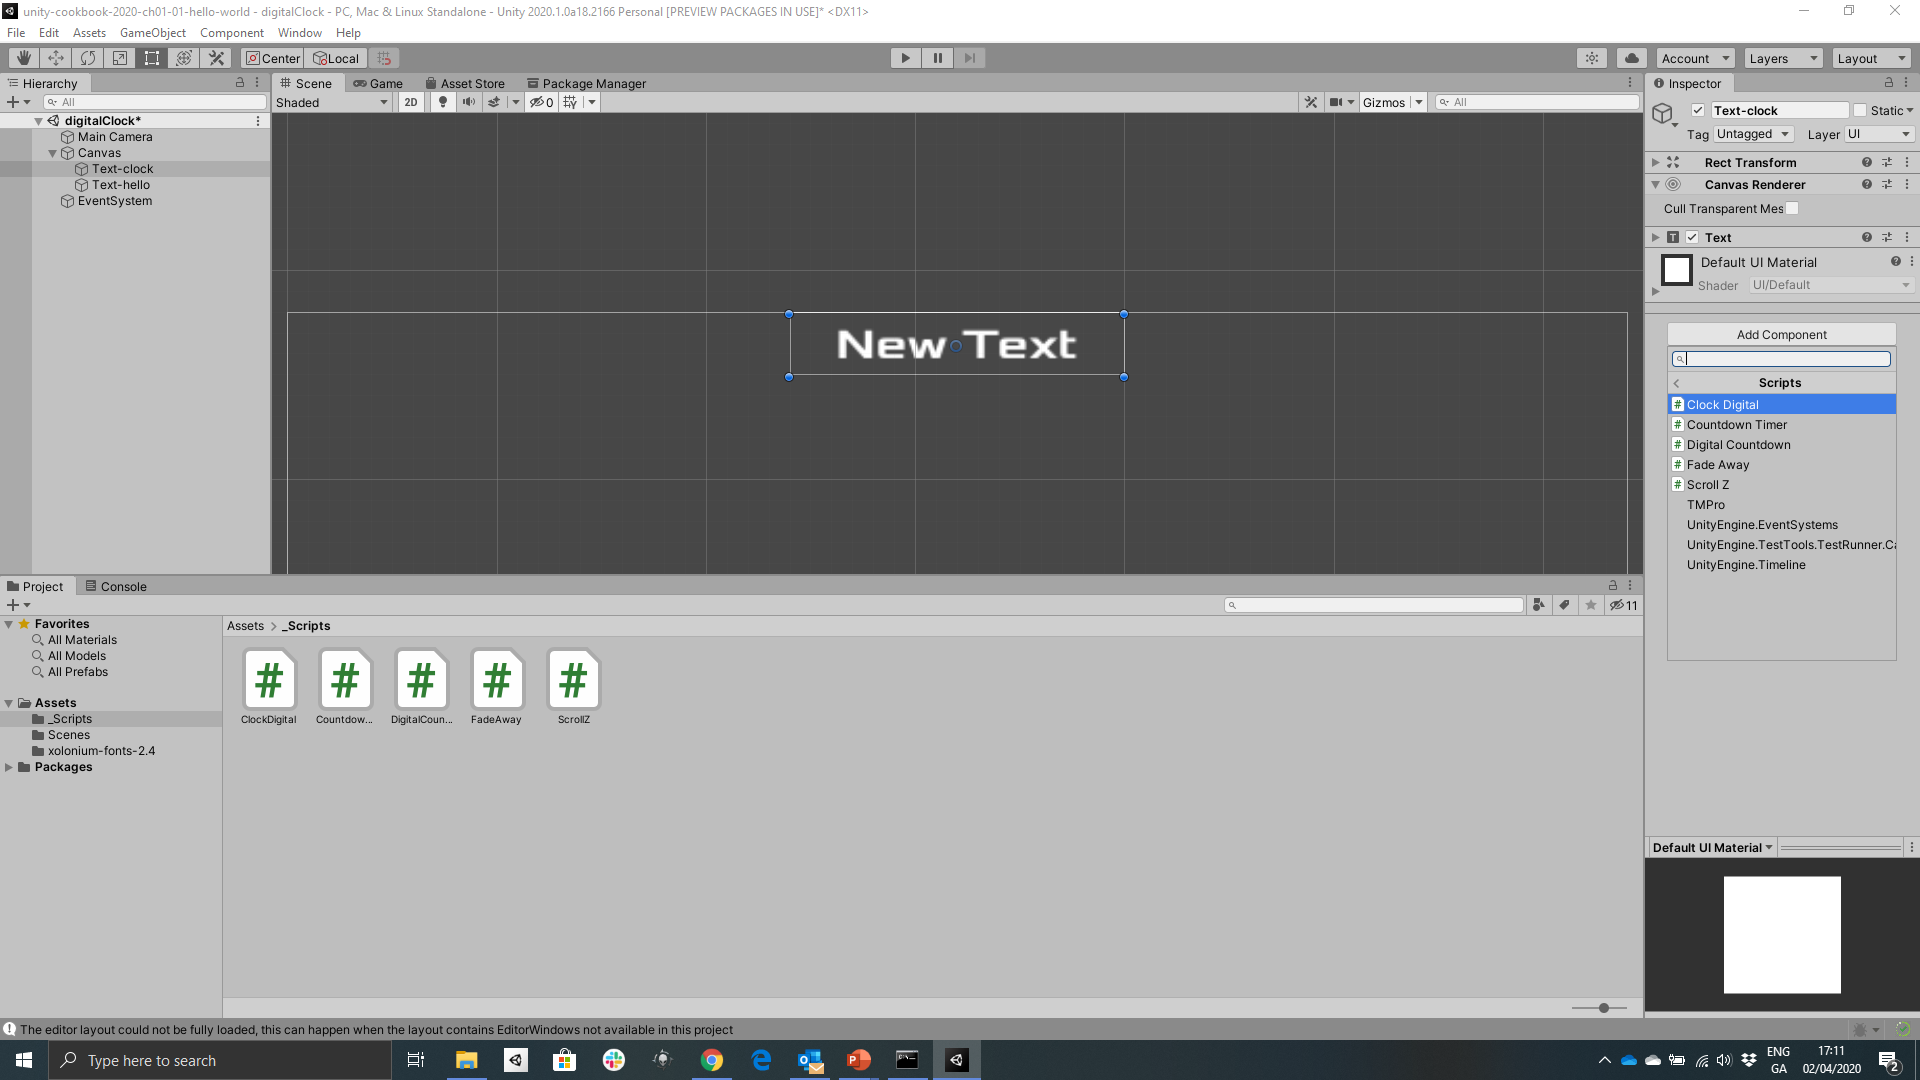 unity-cookbook-2020-ch01-01-hello-world - digitalClock - PC, Mac & Linux Standalone - Unity 2020.1.0a18.2166 Personal [PREVIEW PACKAGES IN USE]* <DX11>
File Edit Assets GameObject Component Window Help
Center Local Account Layers Layout
Hierarchy
All
digitalClock*
Main Camera
Canvas
Text-clock
Text-hello
EventSystem
Scene Game Asset Store Package Manager
Shaded 2D 0 Gizmos All
New Text
Inspector
Text-clock Static
Tag Untagged Layer UI
Rect Transform
Canvas Renderer
Cull Transparent Mes
Text
Default UI Material
Shader UI/Default
Add Component
Scripts
Clock Digital
Countdown Timer
Digital Countdown
Fade Away
Scroll Z
TMPro
UnityEngine.EventSystems
UnityEngine.TestTools.TestRunner.Ca
UnityEngine.Timeline
Default UI Material
Project Console
11
Favorites
All Materials
All Models
All Prefabs
Assets
_Scripts
Scenes
xolonium-fonts-2.4
Packages
Assets > _Scripts
ClockDigital Countdow... DigitalCoun... FadeAway ScrollZ
The editor layout could not be fully loaded, this can happen when the layout contains EditorWindows not available in this project
Type here to search
ENG
GA
17:11
02/04/2020
2